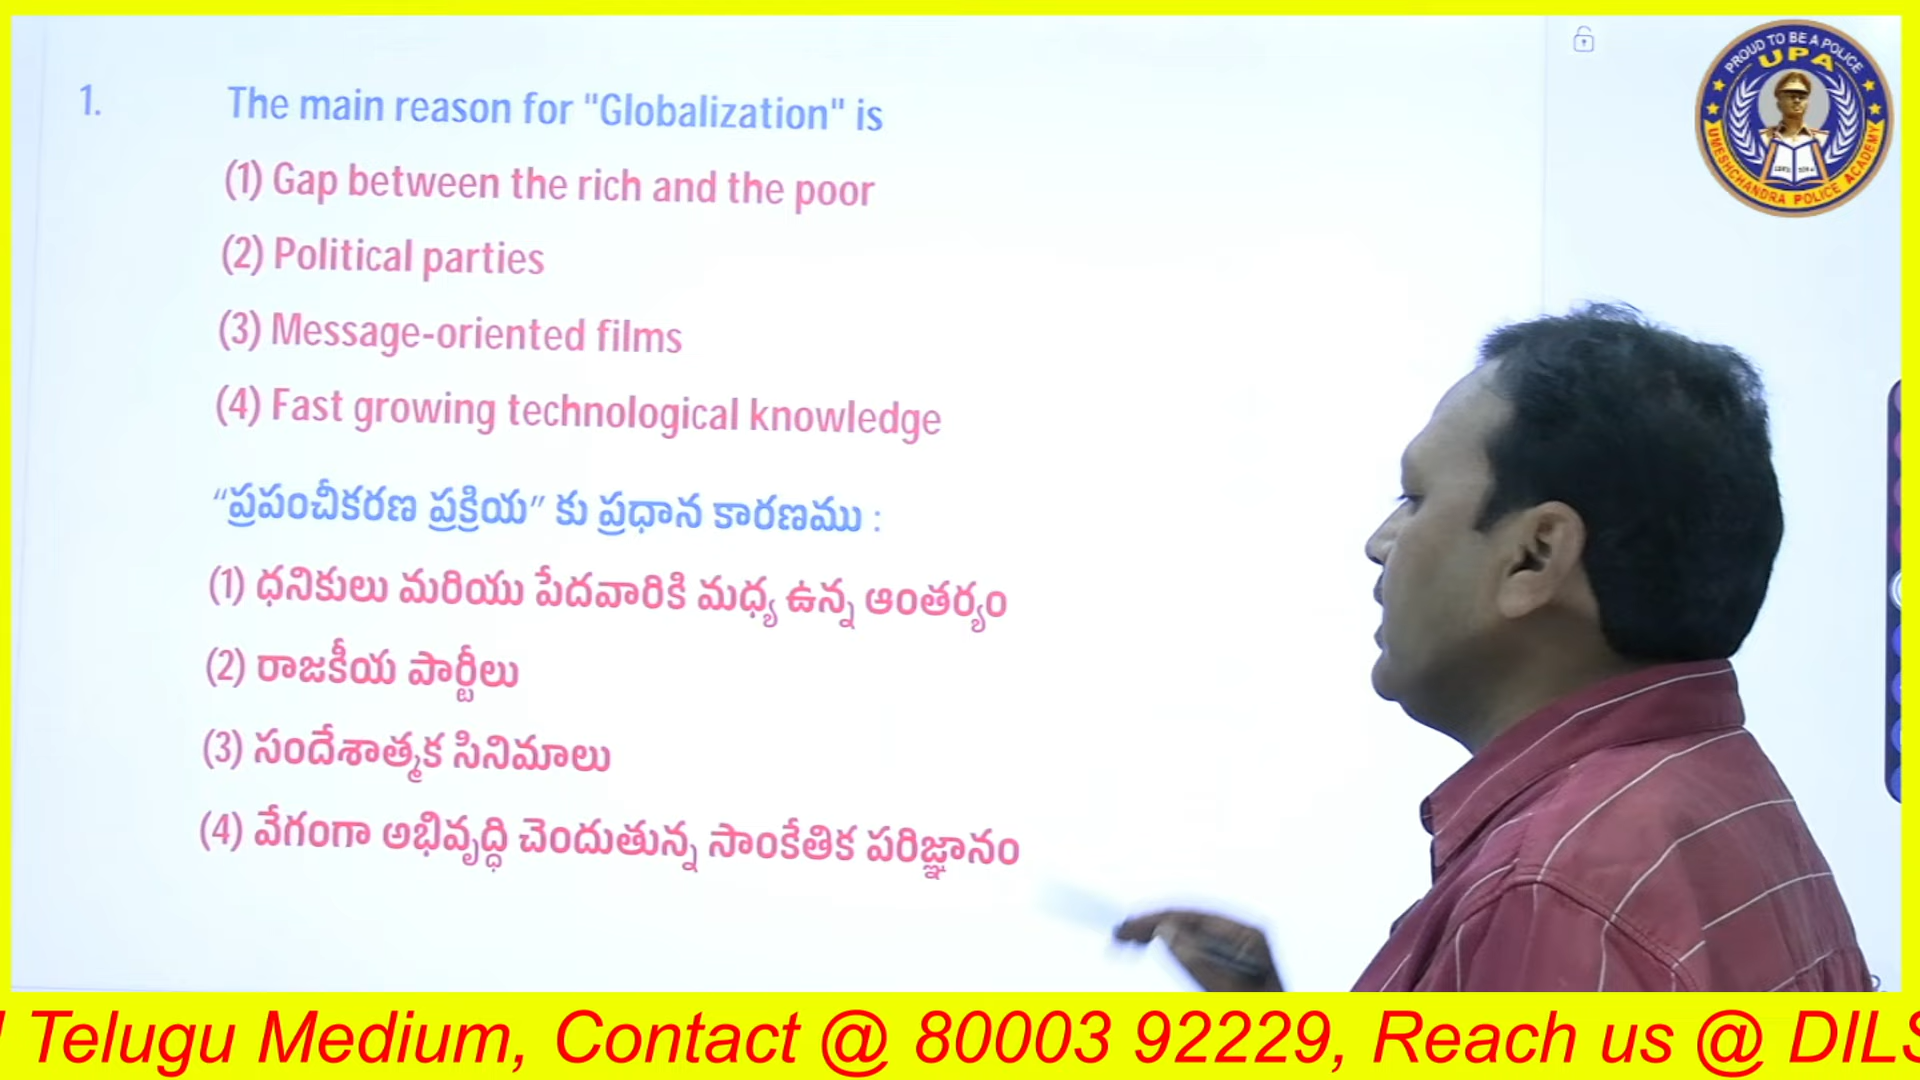 1. The main reason for "Globalization" is
(1) Gap between the rich and the poor
(2) Political parties
(3) Message-oriented films
(4) Fast growing technological knowledge
“ప్రపంచీకరణ ప్రక్రియ” కు ప్రధాన కారణము :
(1) ధనికులు మరియు పేదవారికి మధ్య ఉన్న ఆంతర్యం
(2) రాజకీయ పార్టీలు
(3) సందేశాత్మక సినిమాలు
(4) వేగంగా అభివృద్ధి చెందుతున్న సాంకేతిక పరిజ్ఞానం
PROUD TO BE A POLICE
UPA
UMESHCHANDRA POLICE ACADEMY
Telugu Medium, Contact @ 80003 92229, Reach us @